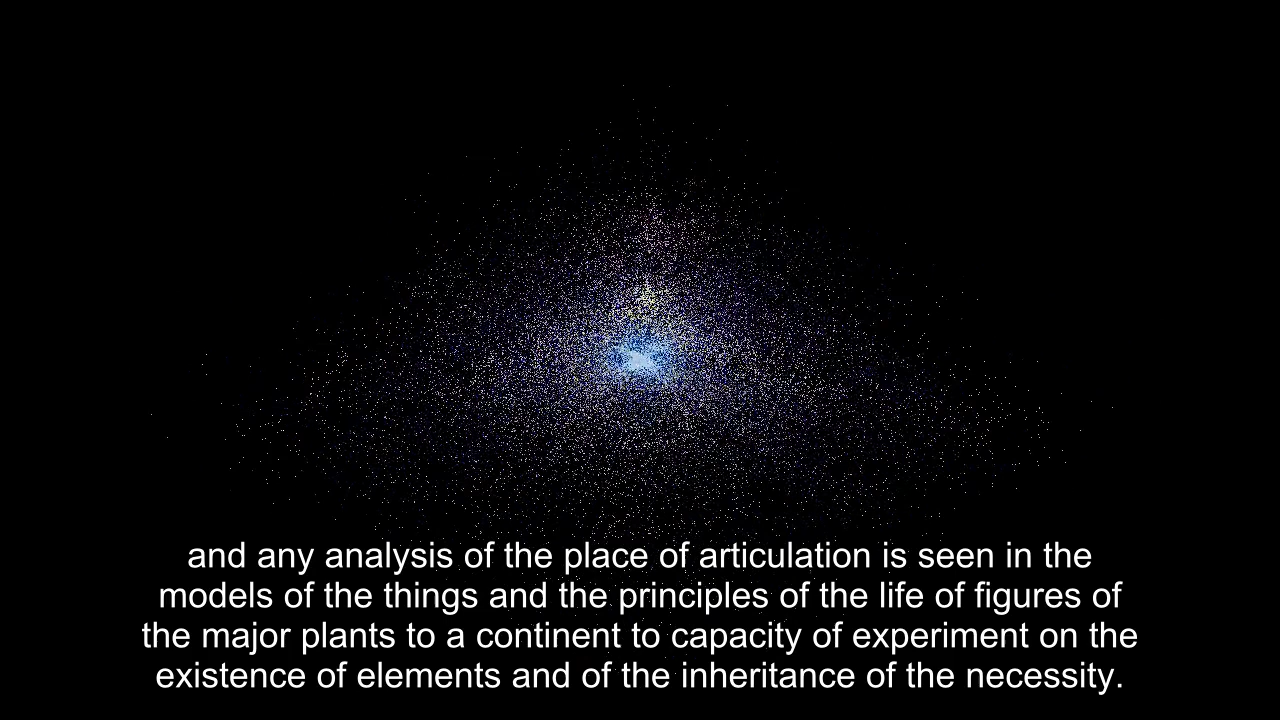 and any analysis of the place of articulation is seen in the
models of the things and the principles of the life of figures of
the major plants to a continent to capacity of experiment on the
existence of elements and of the inheritance of the necessity.